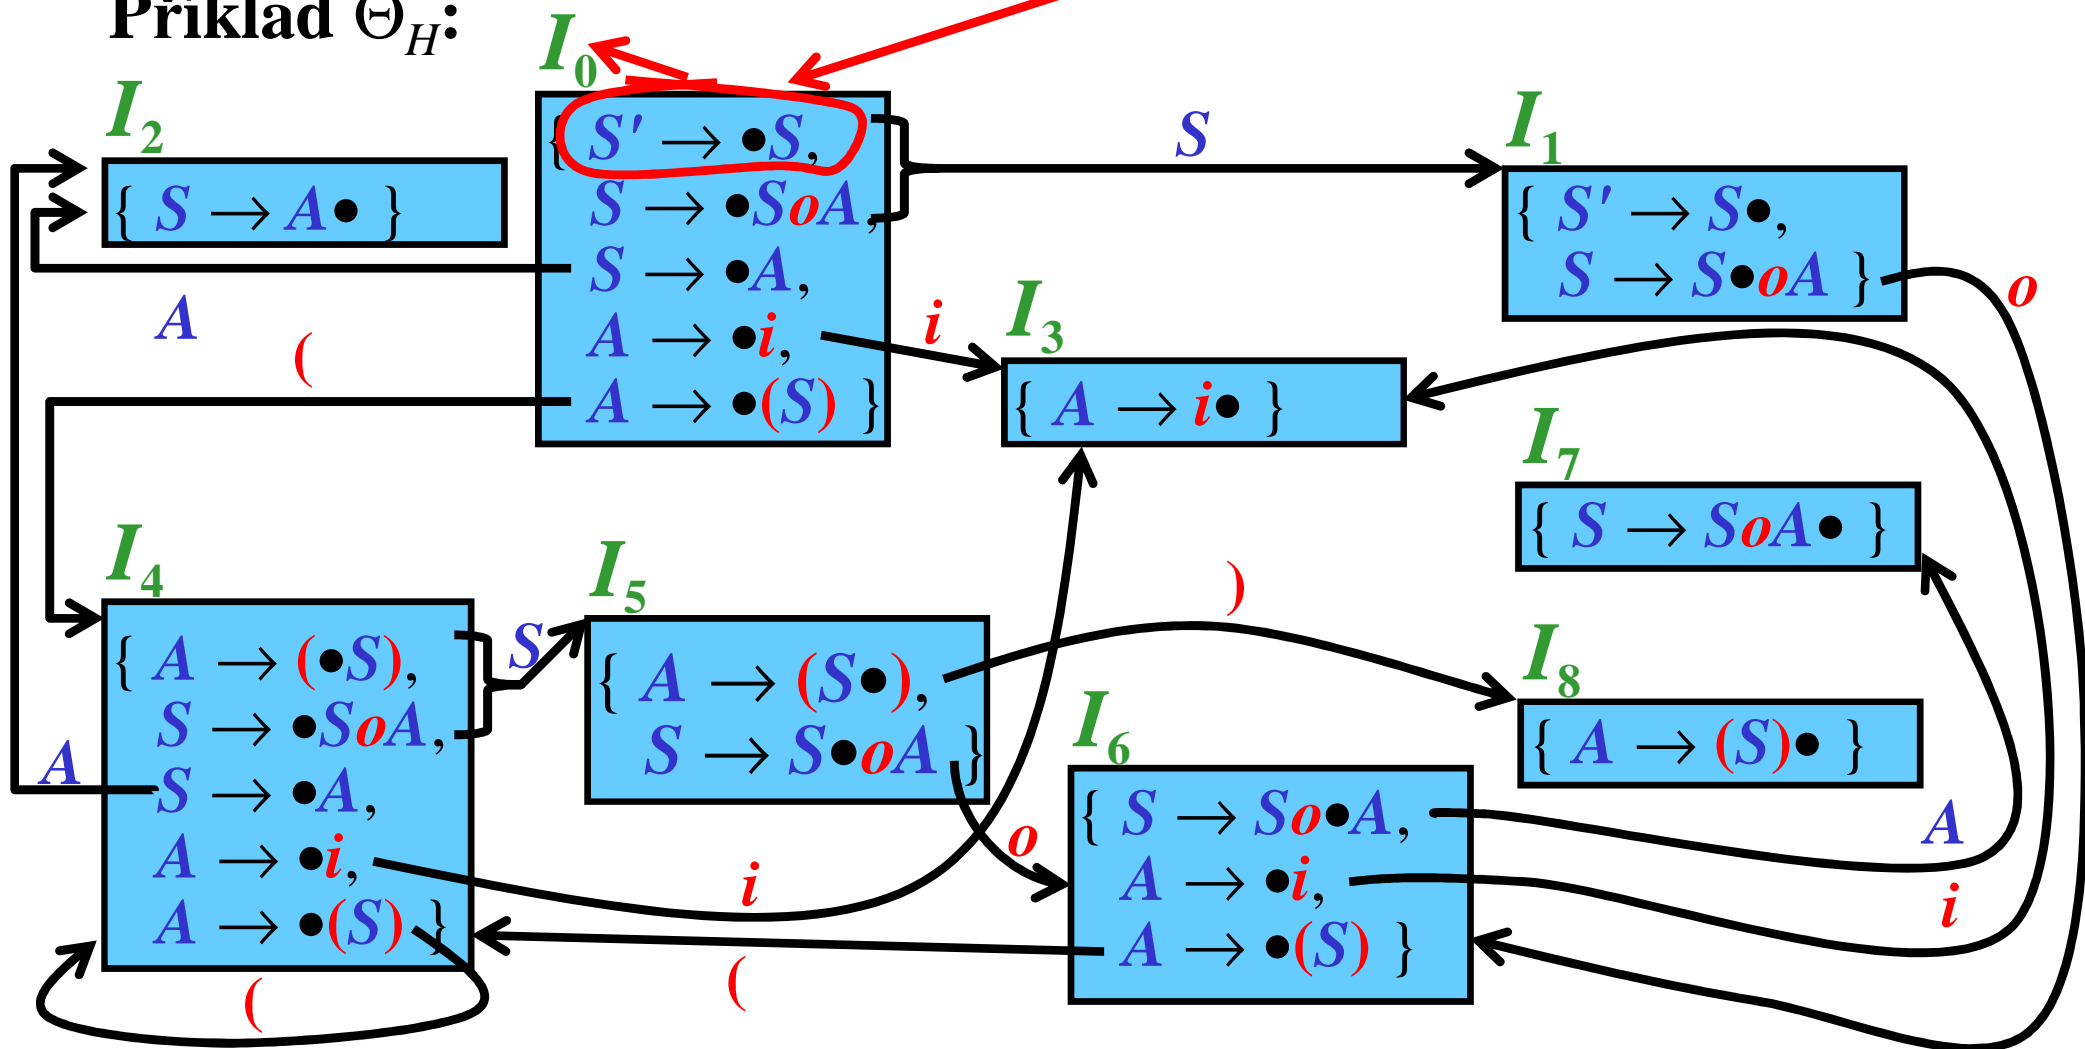 Příklad Θ_H:
I_0
{ S' → •S,
S → •SoA,
S → •A,
A → •i,
A → •(S) }
S
I_1
{ S' → S•,
S → S•oA }
o
I_2
{ S → A• }
A
(
i
I_3
{ A → i• }
I_7
{ S → SoA• }
I_4
{ A → (•S),
S → •SoA,
S → •A,
A → •i,
A → •(S) }
A
(
S
I_5
{ A → (S•),
S → S•oA }
)
i
o
(
I_6
{ S → So•A,
A → •i,
A → •(S) }
I_8
{ A → (S)• }
A
i